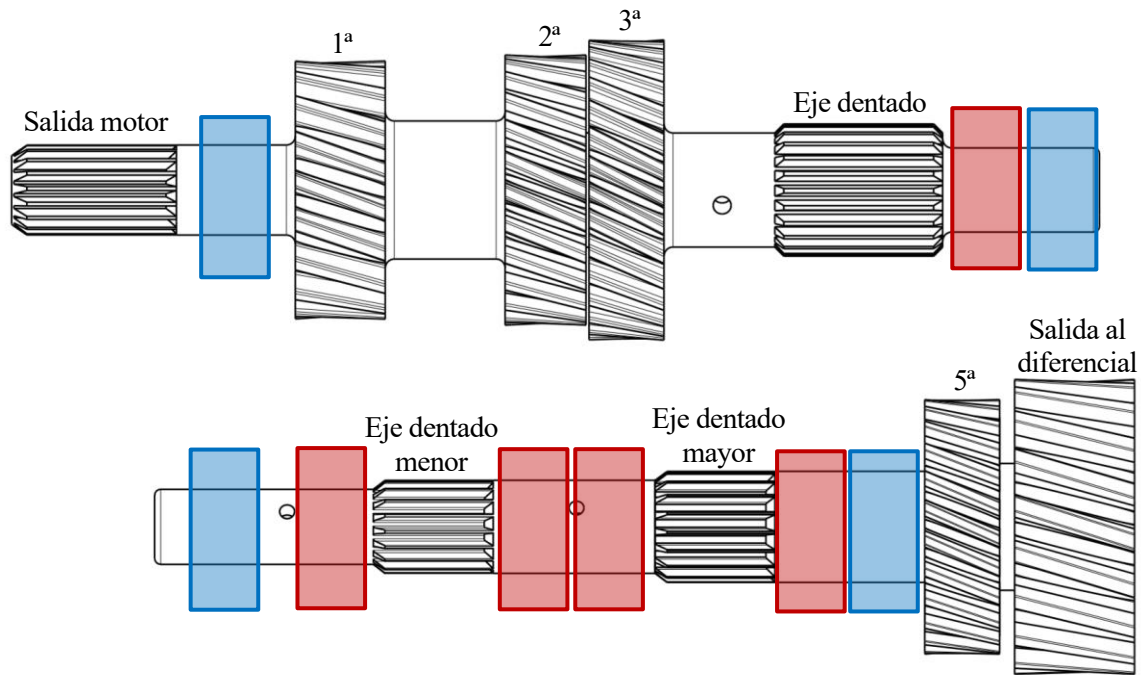 1ª
2ª
3ª
Salida motor
Eje dentado
Salida al
diferencial
5ª
Eje dentado
menor
Eje dentado
mayor